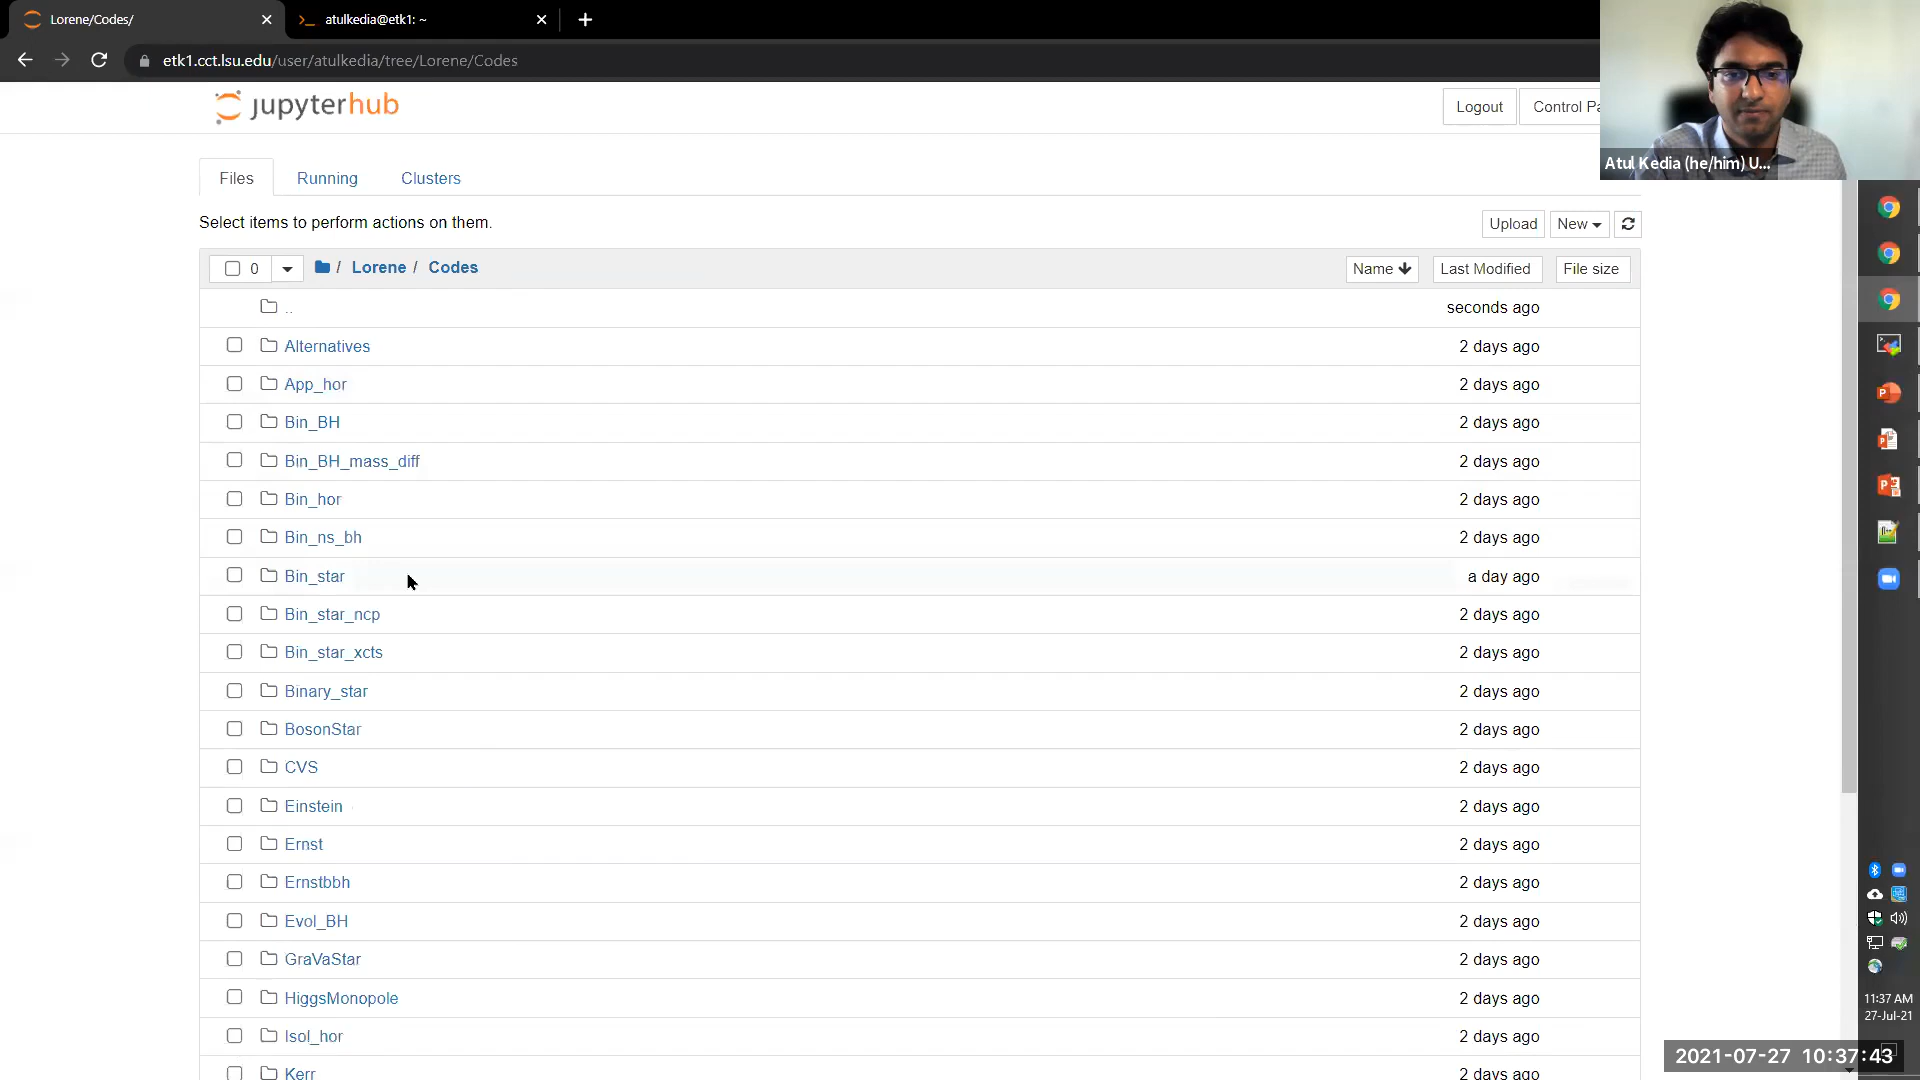 Lorene/Codes/
atulkedia@etk1: ~
etk1.cct.lsu.edu/user/atulkedia/tree/Lorene/Codes
jupyterhub
Logout
Control Pa
Atul Kedia (he/him) U...
Files
Running
Clusters
Select items to perform actions on them.
Upload
New
0
/ Lorene / Codes
Name
Last Modified
File size
.. seconds ago
Alternatives 2 days ago
App_hor 2 days ago
Bin_BH 2 days ago
Bin_BH_mass_diff 2 days ago
Bin_hor 2 days ago
Bin_ns_bh 2 days ago
Bin_star a day ago
Bin_star_ncp 2 days ago
Bin_star_xcts 2 days ago
Binary_star 2 days ago
BosonStar 2 days ago
CVS 2 days ago
Einstein 2 days ago
Ernst 2 days ago
Ernstbbh 2 days ago
Evol_BH 2 days ago
GraVaStar 2 days ago
HiggsMonopole 2 days ago
Isol_hor 2 days ago
Kerr 2 days ago
11:37 AM
27-Jul-21
2021-07-27 10:37:43